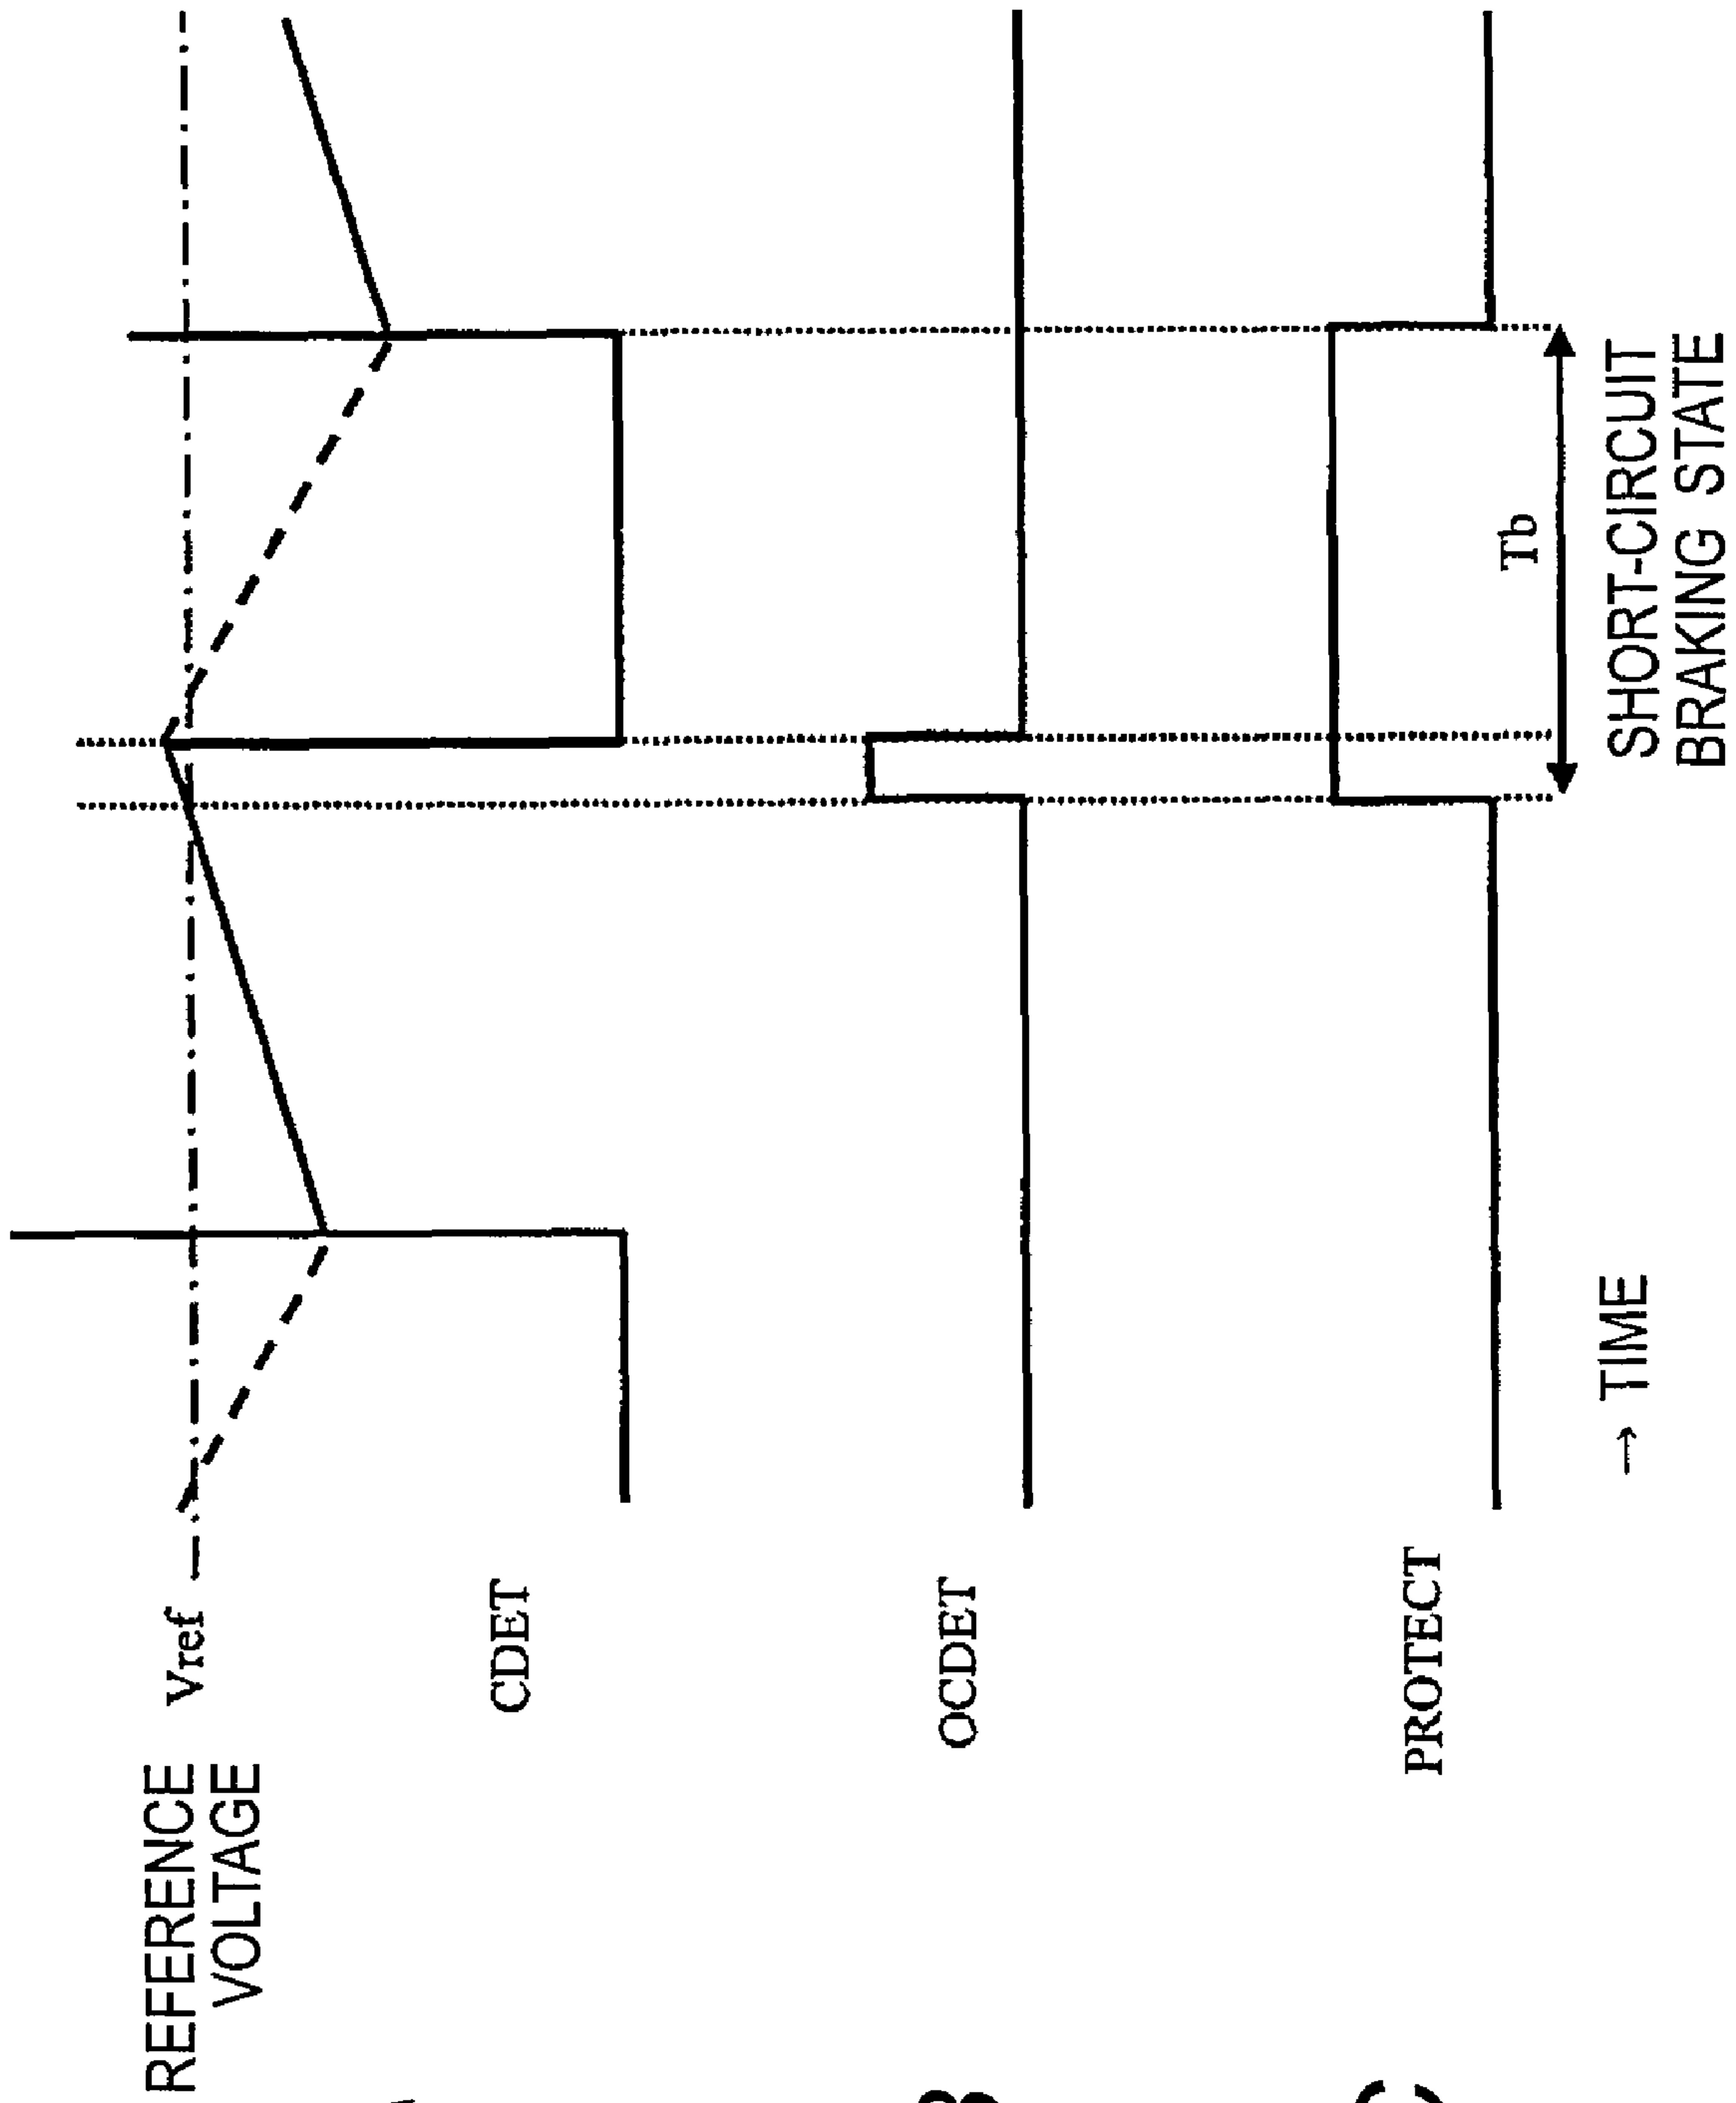 REFERENCE
VOLTAGE
Vref
CDET
OCDET
PROTECT
Tb
→ TIME
SHORT-CIRCUIT
BRAKING STATE